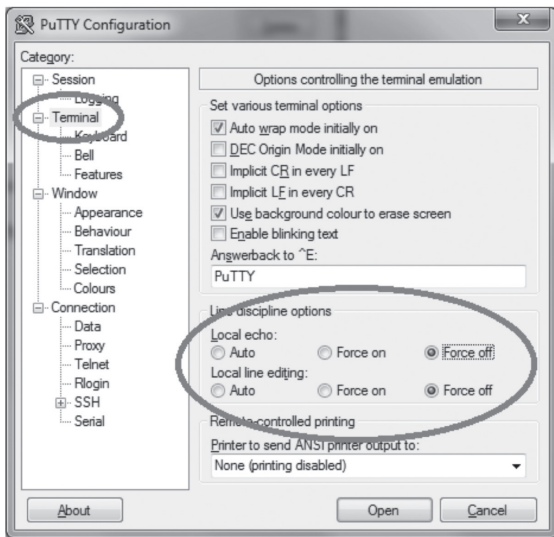 PuTTY Configuration
Category:
Session
Logging
Terminal
Keyboard
Bell
Features
Window
Appearance
Behaviour
Translation
Selection
Colours
Connection
Data
Proxy
Telnet
Rlogin
SSH
Serial
Options controlling the terminal emulation
Set various terminal options
Auto wrap mode initially on
DEC Origin Mode initially on
Implicit CR in every LF
Implicit LF in every CR
Use background colour to erase screen
Enable blinking text
Answerback to ^E:
PuTTY
Line discipline options
Local echo:
Auto Force on Force off
Local line editing:
Auto Force on Force off
Remote-controlled printing
Printer to send ANSI printer output to:
None (printing disabled)
About Open Cancel